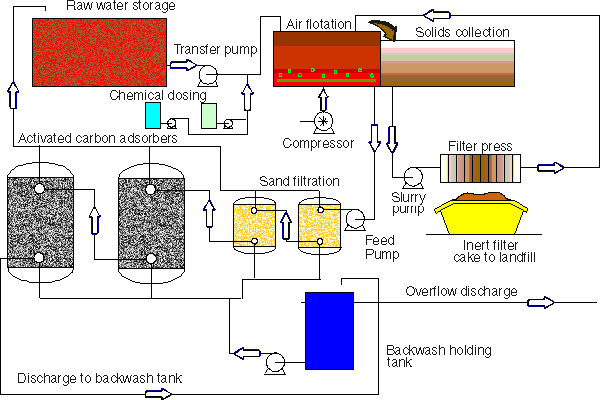 Raw water storage
Air flotation
Solids collection
Transfer pump
Chemical dosing
Compressor
Activated carbon adsorbers
Filter press
Sand filtration
Slurry
pump
Feed
Pump
Inert filter
cake to landfill
Overflow discharge
Backwash holding
tank
Discharge to backwash tank